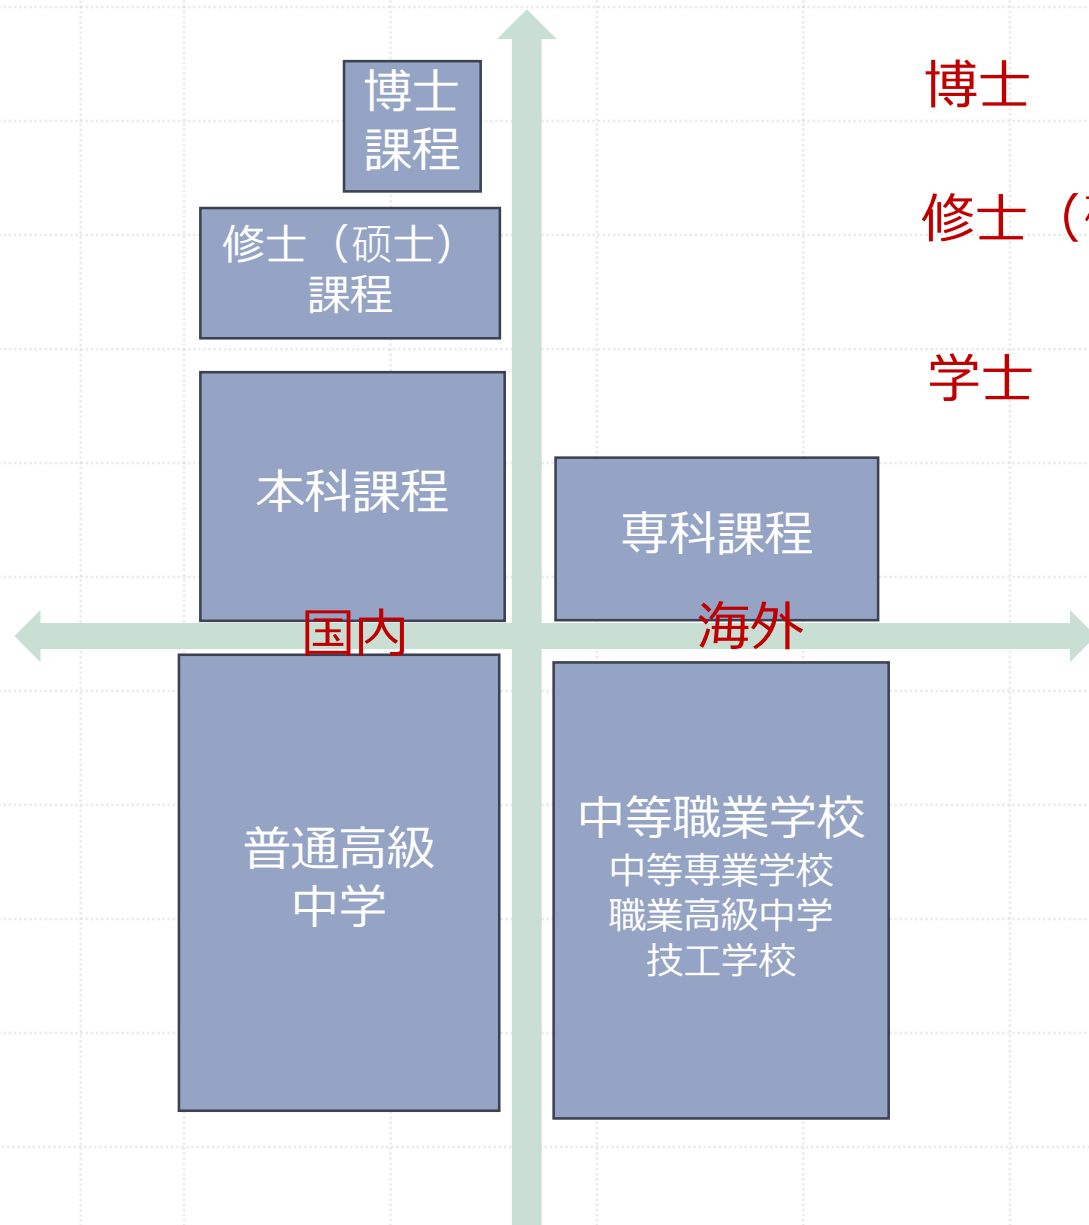 博士
課程
博士
修士（硕士）
課程
修士（
学士
本科課程
専科課程
国内
海外
普通高級
中学
中等職業学校
中等専業学校
職業高級中学
技工学校